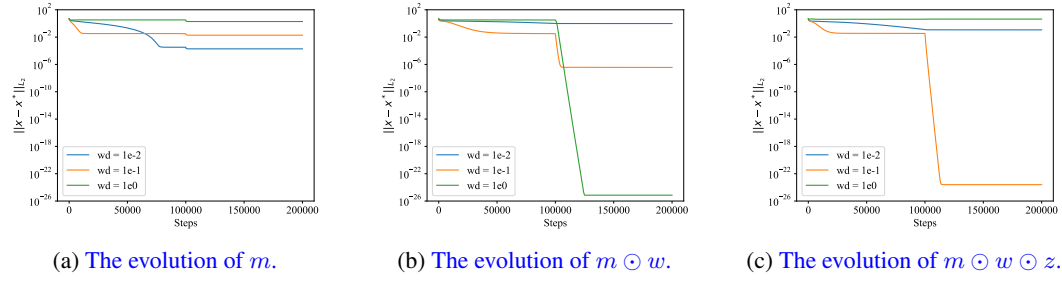 10^2
10^-2
10^-6
10^-10
10^-14
10^-18
10^-22
10^-26
||x − x*||_{L_2}
wd = 1e-2
wd = 1e-1
wd = 1e0
0 50000 100000 150000 200000
Steps
(a) The evolution of m.
10^2
10^-2
10^-6
10^-10
10^-14
10^-18
10^-22
10^-26
||x − x*||_{L_2}
wd = 1e-2
wd = 1e-1
wd = 1e0
0 50000 100000 150000 200000
Steps
(b) The evolution of m ⊙ w.
10^2
10^-2
10^-6
10^-10
10^-14
10^-18
10^-22
10^-26
||x − x*||_{L_2}
wd = 1e-2
wd = 1e-1
wd = 1e0
0 50000 100000 150000 200000
Steps
(c) The evolution of m ⊙ w ⊙ z.